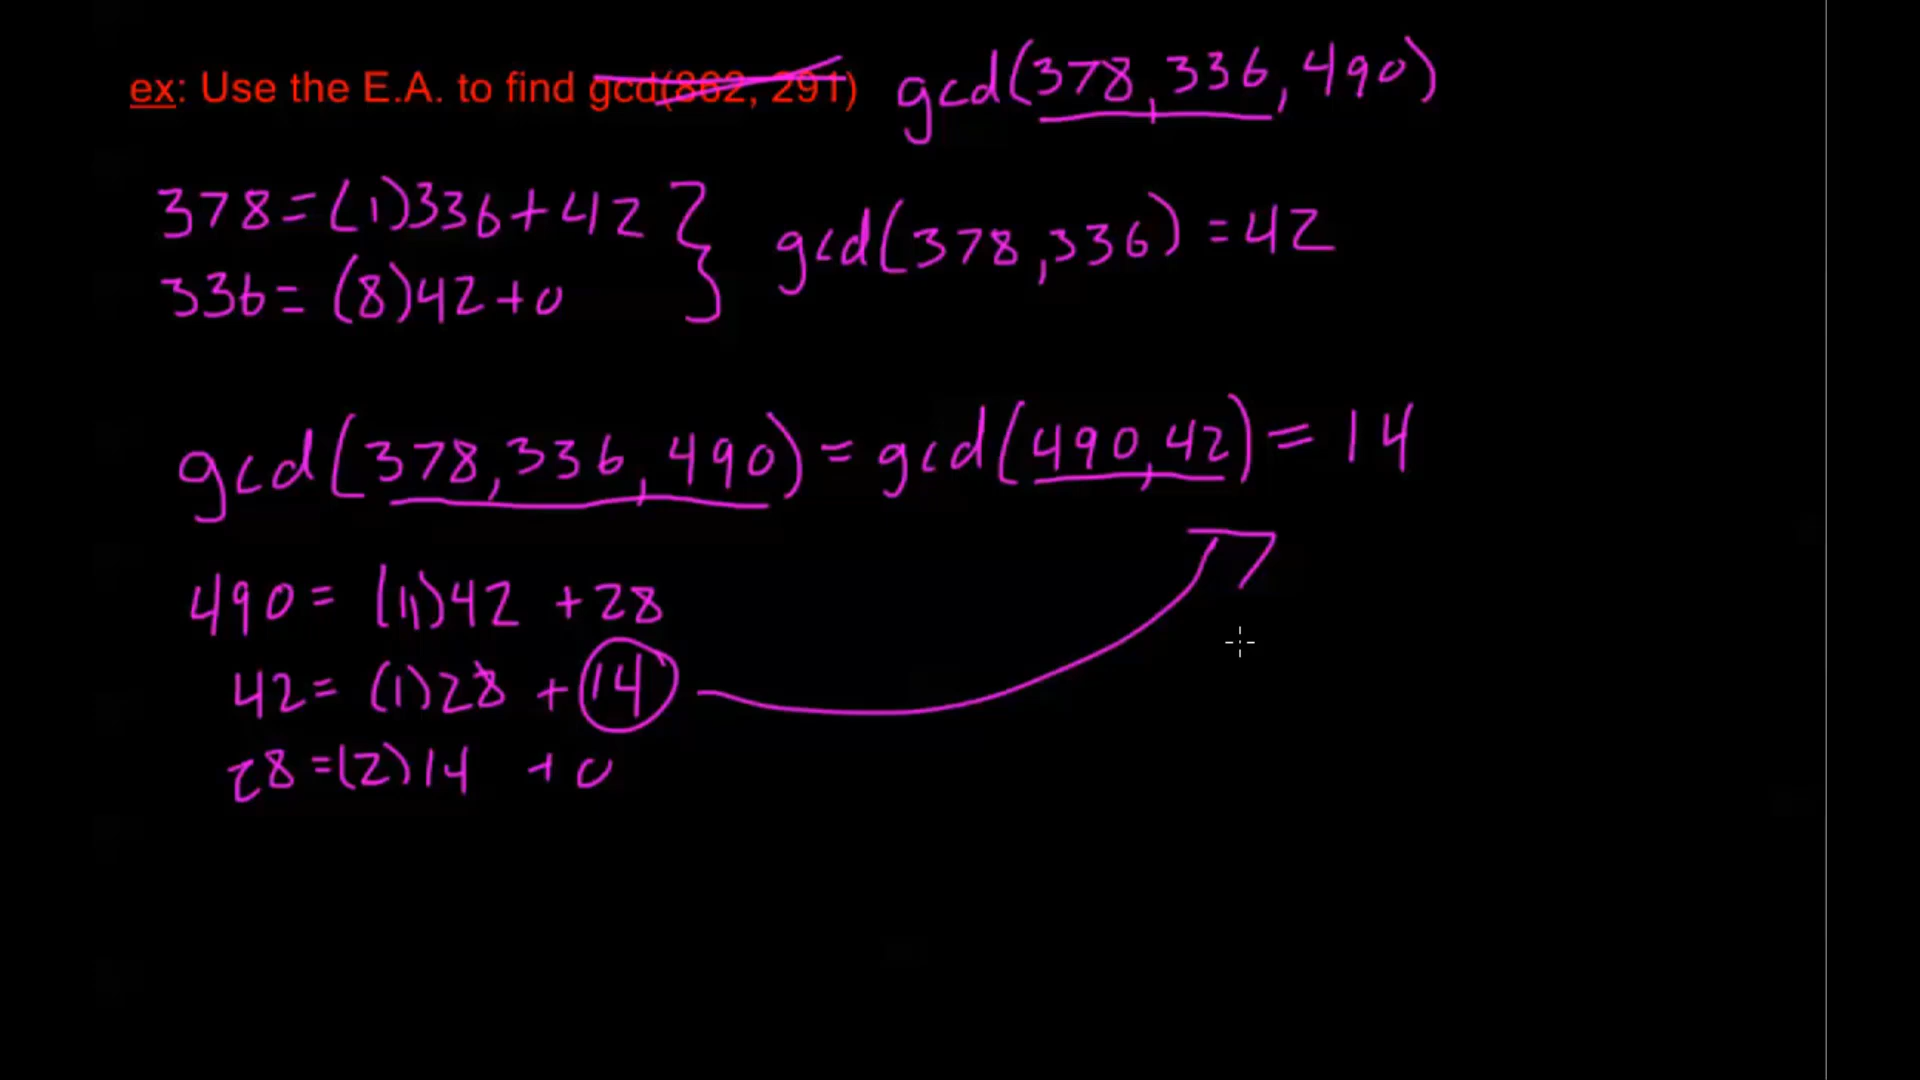 ex: Use the E.A. to find gcd(862, 291) gcd(378,336,490)
378=(1)336+42
gcd(378,336)=42
336=(8)42+0
gcd(378,336,490)=gcd(490,42)=14
490=(11)42+28
42=(1)28+14
28=(2)14+0